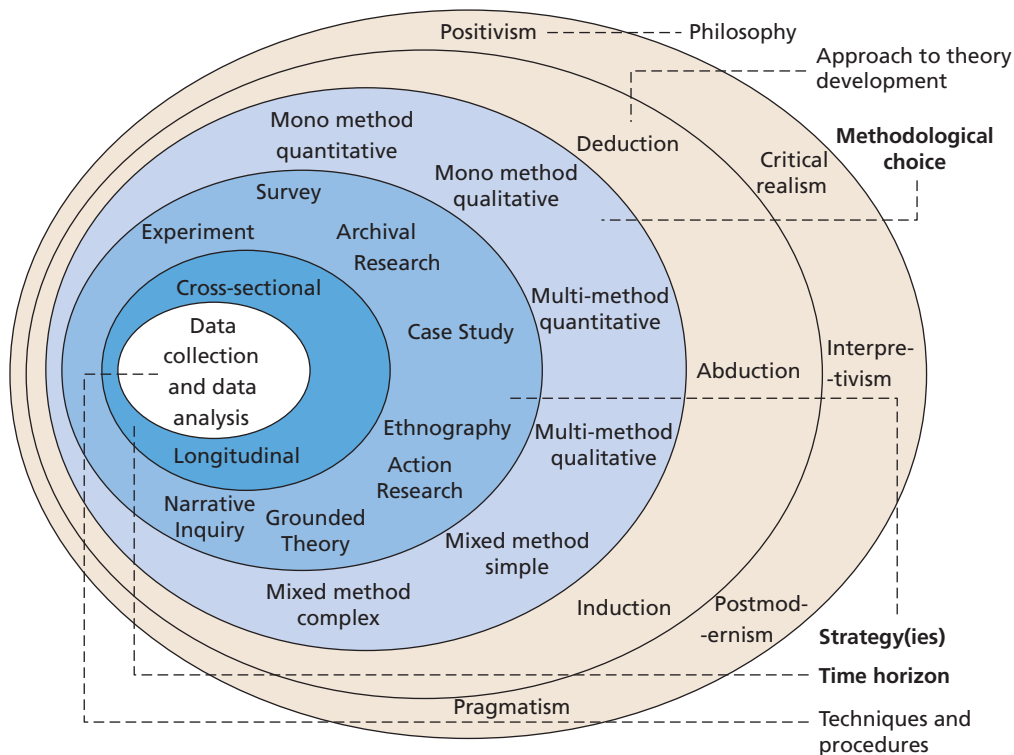 Positivism
Philosophy
Approach to theory
development
Mono method
quantitative
Deduction
Methodological
choice
Critical
realism
Mono method
qualitative
Survey
Experiment
Archival
Research
Cross-sectional
Multi-method
quantitative
Data
collection
and data
analysis
Case Study
Interpre-
-tivism
Abduction
Ethnography
Multi-method
qualitative
Longitudinal
Action
Research
Narrative
Inquiry
Grounded
Theory
Mixed method
simple
Mixed method
complex
Induction
Postmod-
-ernism
Strategy(ies)
Time horizon
Pragmatism
Techniques and
procedures